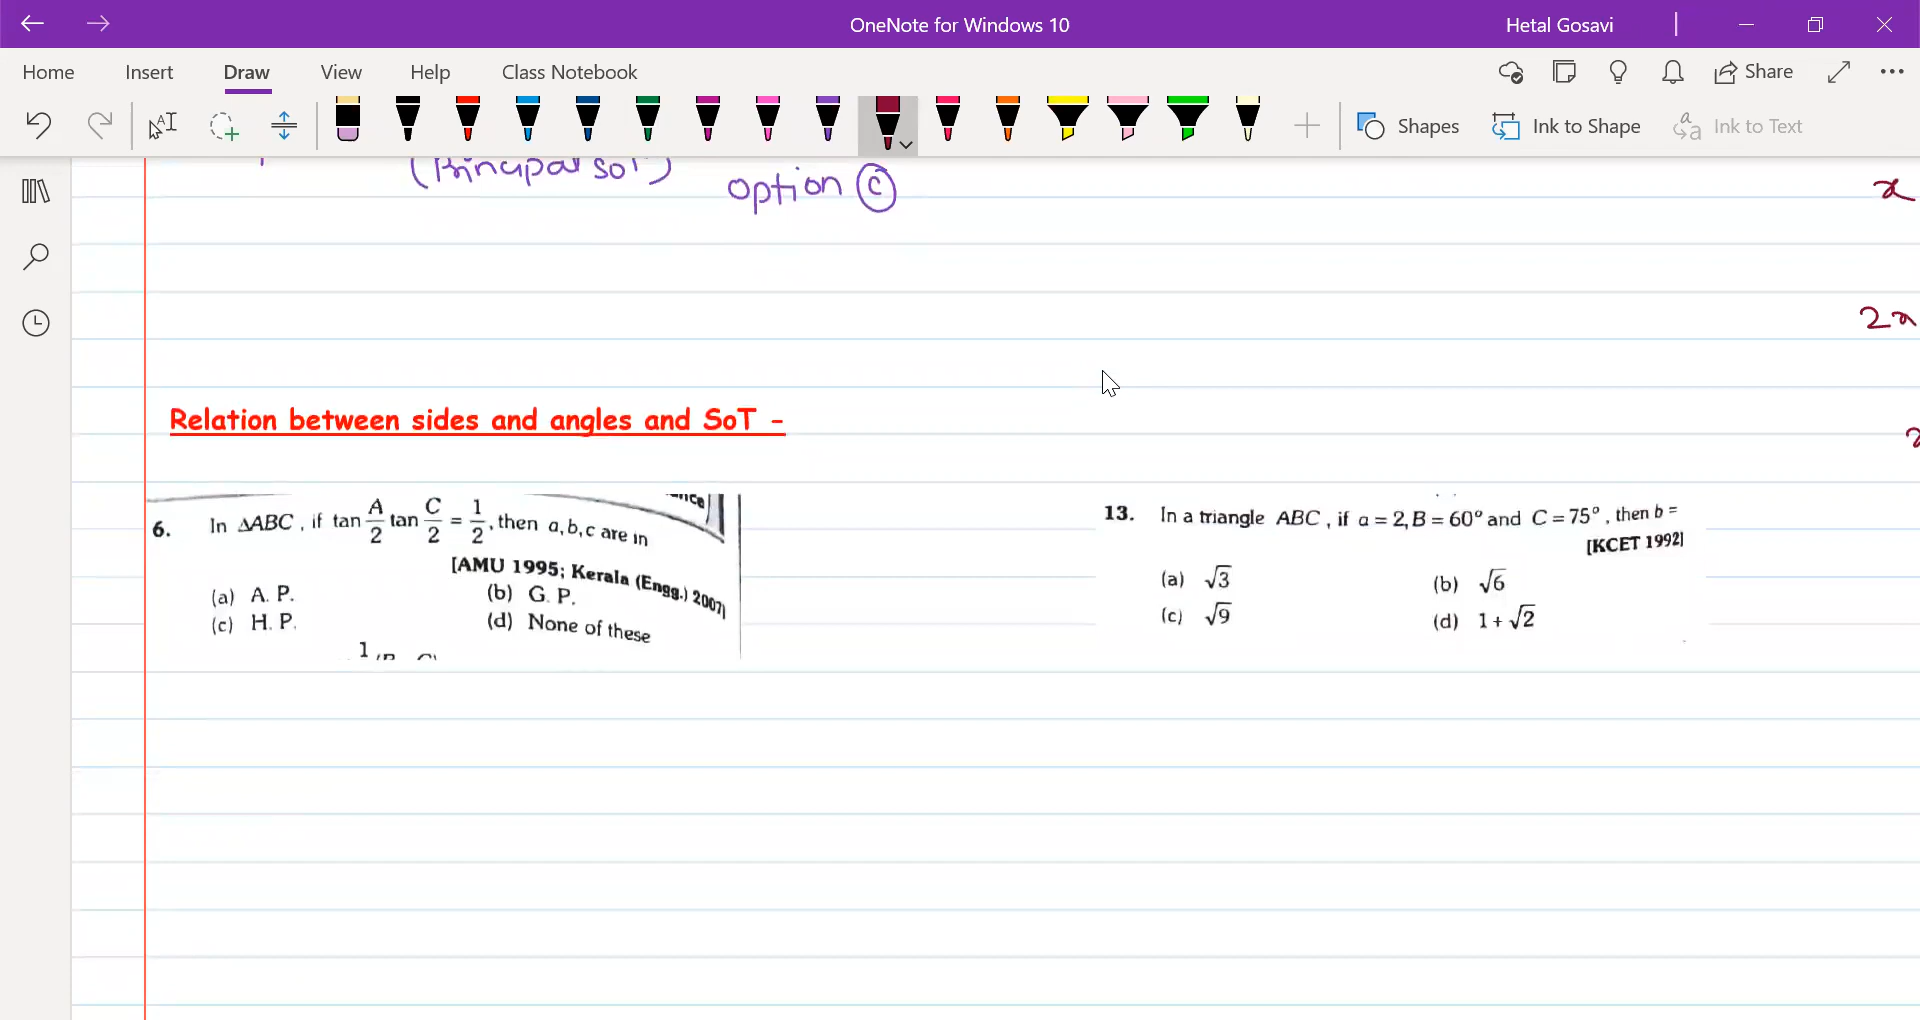 OneNote for Windows 10
Hetal Gosavi
Home Insert Draw View Help Class Notebook
Share
Shapes Ink to Shape Ink to Text
(Principal sol)
option (c)
x
2x
Relation between sides and angles and SoT -
6. In ΔABC, if tan A/2 tan C/2 = 1/2, then a, b, c are in
[AMU 1995; Kerala (Engg.) 2007]
(a) A. P. (b) G. P.
(c) H. P. (d) None of these
13. In a triangle ABC, if a = 2, B = 60° and C = 75°, then b =
[KCET 1992]
(a) √3 (b) √6
(c) √9 (d) 1 + √2